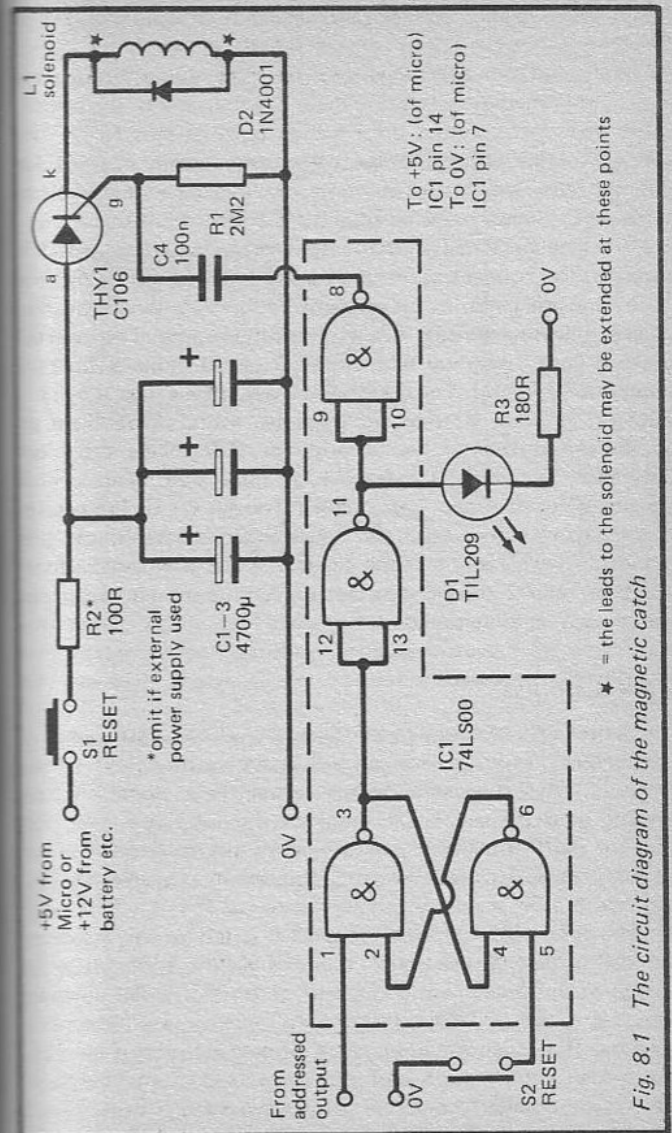 +5V from
Micro or
+12V from
battery etc.
S1
RESET
R2*
100R
*omit if external
power supply used
C1–3
4700µ
+
+
+
0V
a
k
g
THY1
C106
C4
100n
R1
2M2
L1
solenoid
*
*
D2
1N4001
To +5V: (of micro)
IC1 pin 14
To 0V: (of micro)
IC1 pin 7
From
addressed
output
0V
S2
RESET
1
2
3
&
4
5
6
&
IC1
74LS00
12
13
11
&
9
10
8
&
D1
TIL209
R3
180R
0V
* = the leads to the solenoid may be extended at these points
Fig. 8.1 The circuit diagram of the magnetic catch